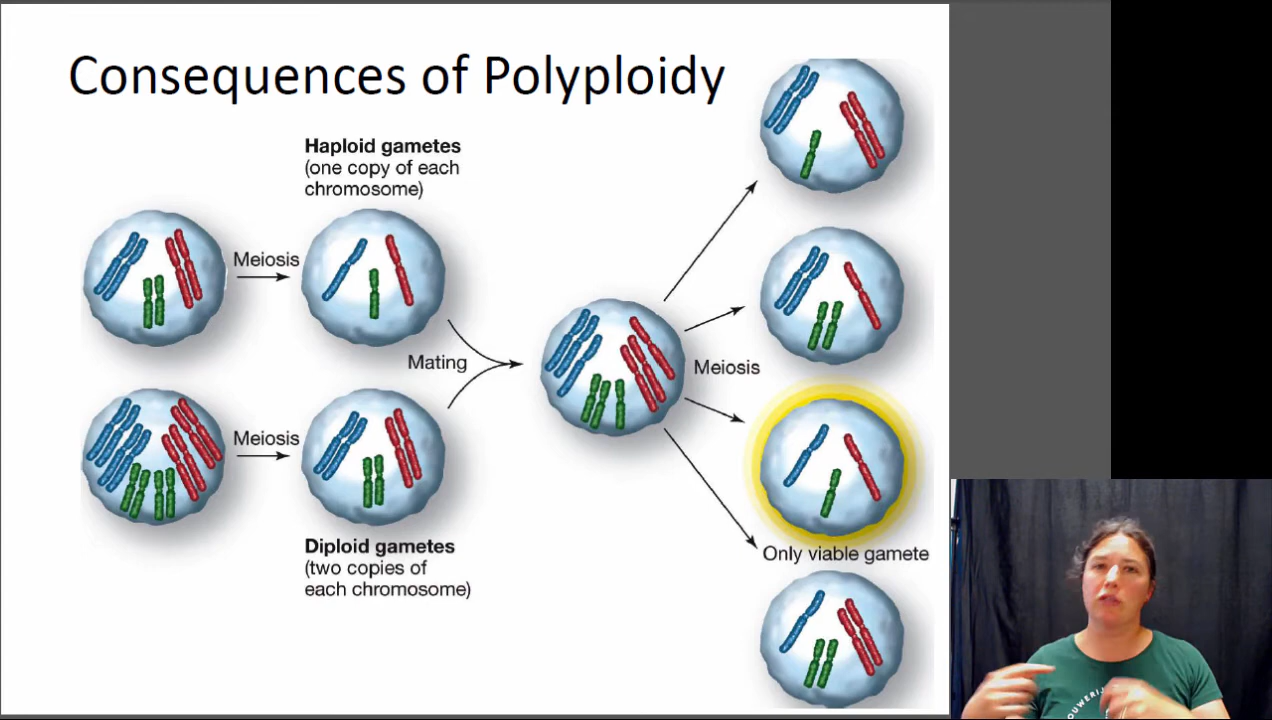 Consequences of Polyploidy
Haploid gametes
(one copy of each
chromosome)
Meiosis
Mating
Meiosis
Meiosis
Diploid gametes
(two copies of
each chromosome)
Only viable gamete